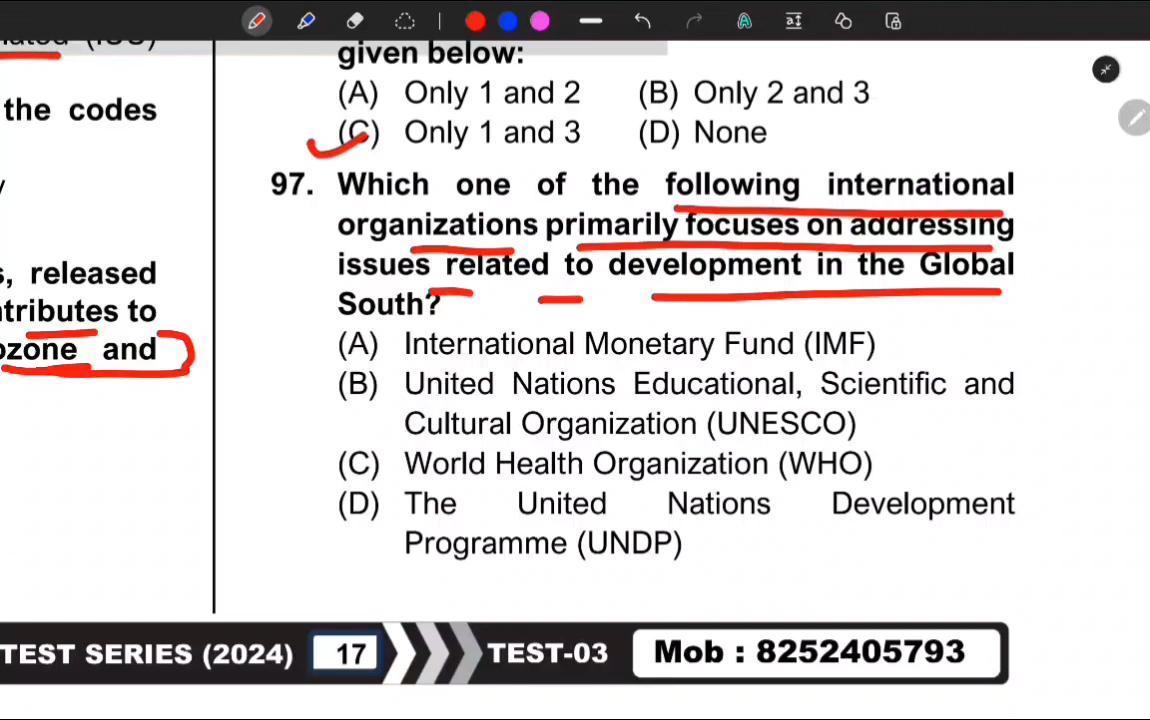 the codes
s, released
tributes to
ozone and
given below:
(A) Only 1 and 2 (B) Only 2 and 3
(C) Only 1 and 3 (D) None
97. Which one of the following international
organizations primarily focuses on addressing
issues related to development in the Global
South?
(A) International Monetary Fund (IMF)
(B) United Nations Educational, Scientific and
Cultural Organization (UNESCO)
(C) World Health Organization (WHO)
(D) The United Nations Development
Programme (UNDP)
TEST SERIES (2024) 17 TEST-03 Mob : 8252405793